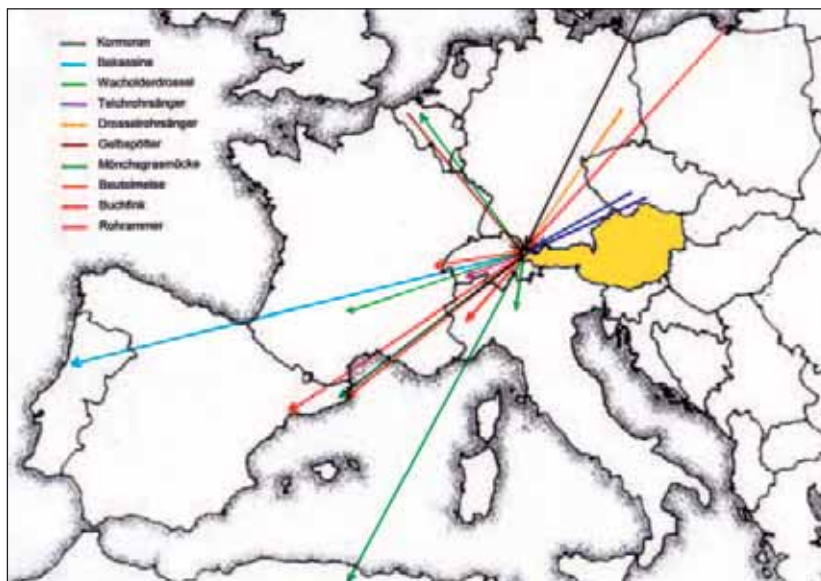 Kormoran
Bekassine
Wacholderdrossel
Teichrohrsänger
Drosselrohrsänger
Gelbspötter
Mönchsgrasmücke
Beutelmeise
Buchfink
Rohrammer